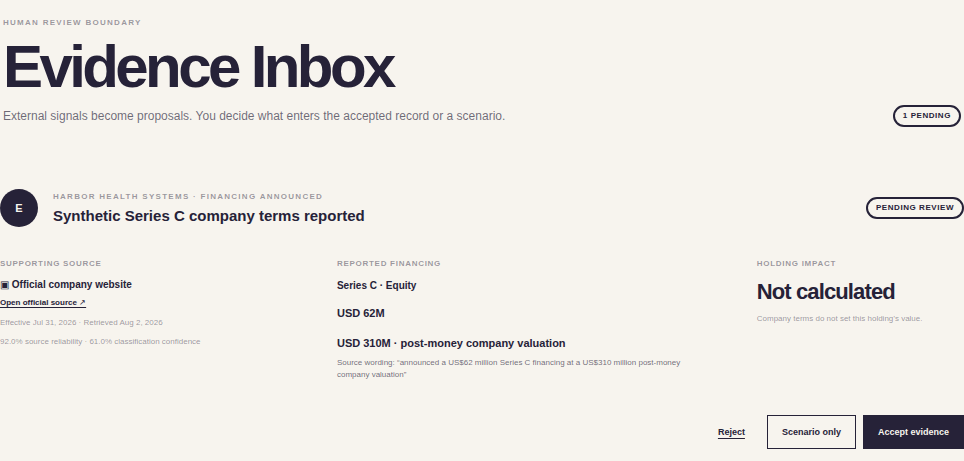 HUMAN REVIEW BOUNDARY
Evidence Inbox
External signals become proposals. You decide what enters the accepted record or a scenario.
1 PENDING
E
HARBOR HEALTH SYSTEMS · FINANCING ANNOUNCED
Synthetic Series C company terms reported
PENDING REVIEW
SUPPORTING SOURCE
▣ Official company website
Open official source ↗
Effective Jul 31, 2026 · Retrieved Aug 2, 2026
92.0% source reliability · 61.0% classification confidence
REPORTED FINANCING
Series C · Equity
USD 62M
USD 310M · post-money company valuation
Source wording: “announced a US$62 million Series C financing at a US$310 million post-money
company valuation”
HOLDING IMPACT
Not calculated
Company terms do not set this holding's value.
Reject
Scenario only
Accept evidence